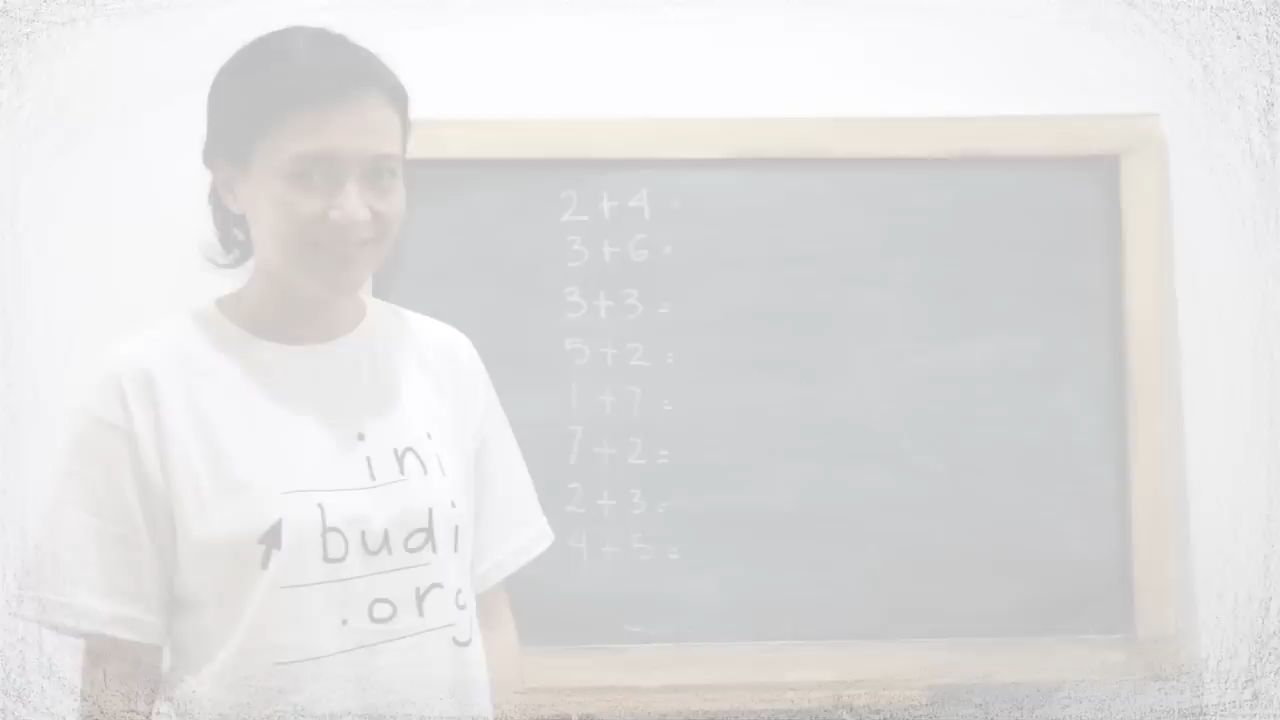 2+4 =
3+6 =
3+3 =
5+2 =
1+7 =
7+2 =
2+3 =
4+5 =
ini
budi
.org